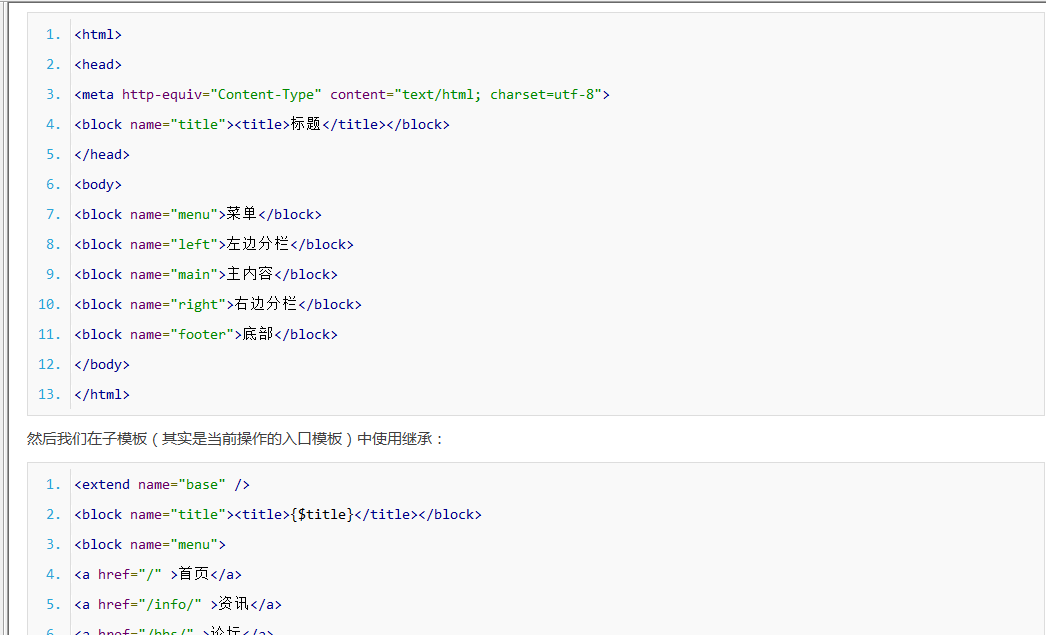 1. <html>
2. <head>
3. <meta http-equiv="Content-Type" content="text/html; charset=utf-8">
4. <block name="title"><title>标题</title></block>
5. </head>
6. <body>
7. <block name="menu">菜单</block>
8. <block name="left">左边分栏</block>
9. <block name="main">主内容</block>
10. <block name="right">右边分栏</block>
11. <block name="footer">底部</block>
12. </body>
13. </html>
然后我们在子模板（其实是当前操作的入口模板）中使用继承：
1. <extend name="base" />
2. <block name="title"><title>{$title}</title></block>
3. <block name="menu">
4. <a href="/" >首页</a>
5. <a href="/info/" >资讯</a>
6. <a href="/bbs/" >论坛</a>